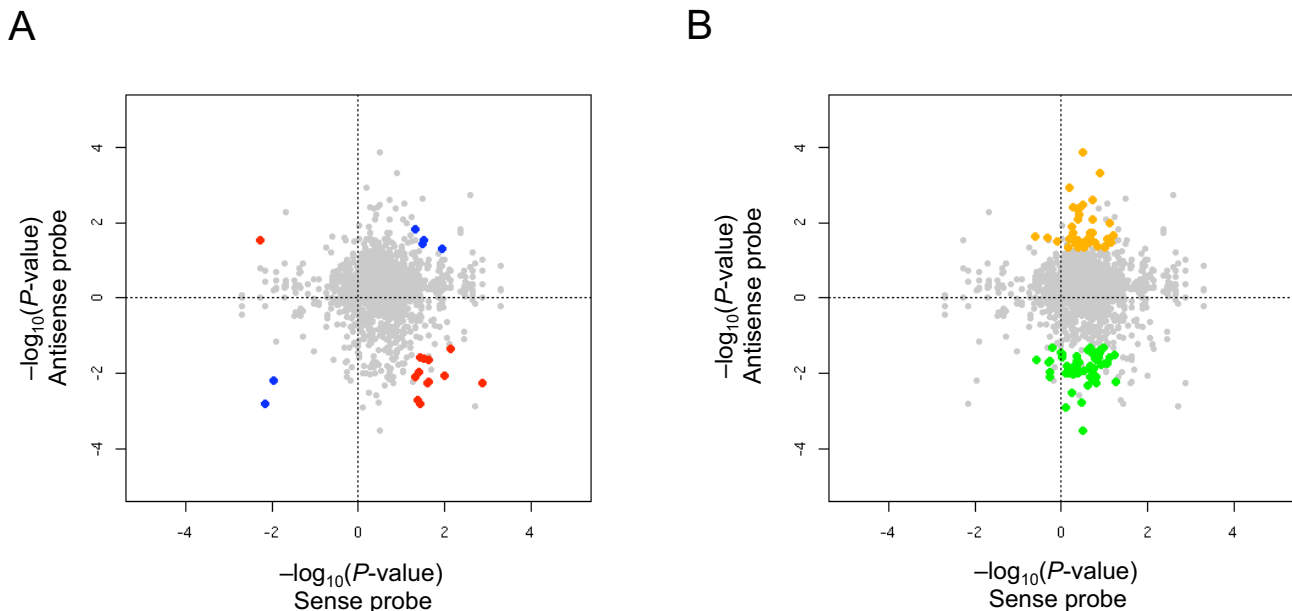 A
B
–log10(P-value)
Antisense probe
4
2
0
-2
-4
-4 -2 0 2 4
–log10(P-value)
Sense probe
–log10(P-value)
Antisense probe
4
2
0
-2
-4
-4 -2 0 2 4
–log10(P-value)
Sense probe